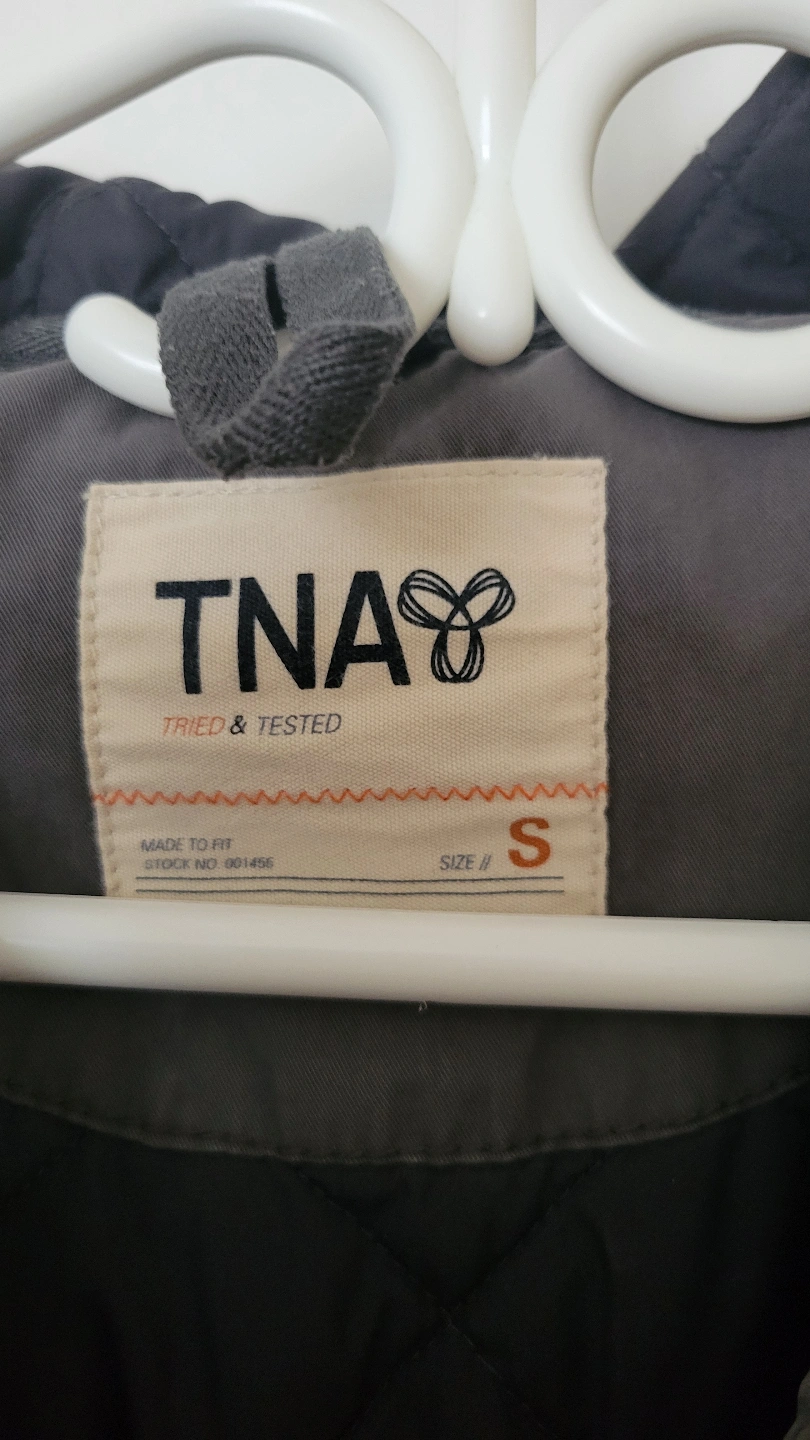 TNA
TRIED & TESTED
MADE TO FIT
STOCK NO. 001456
SIZE // S